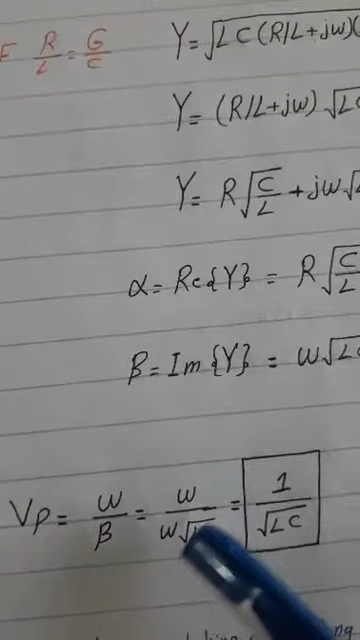 F R/L = G/C
γ = √LC(R/L+jω)(
γ = (R/L+jω) √LC
γ = R√C/L + jω√L
α = Re{γ} = R√C/L
β = Im{γ} = ω√LC
Vp = ω/β = ω/ω√LC = 1/√LC